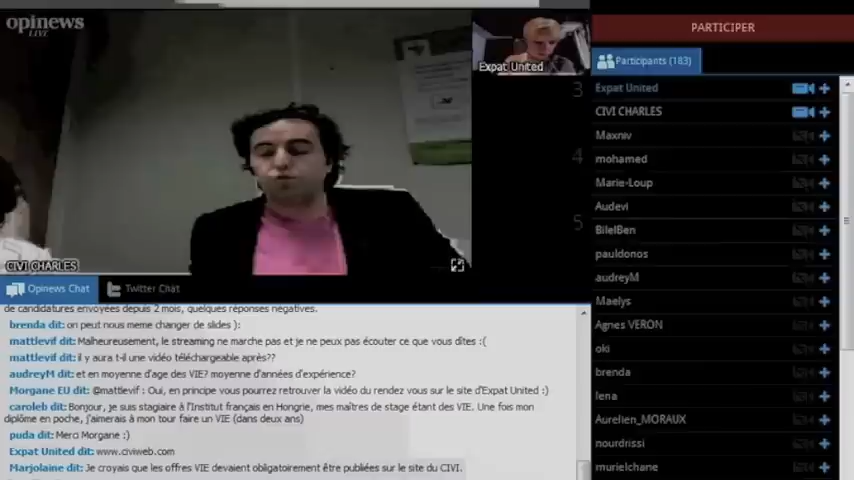 opinews
LIVE
Expat United
CIVI CHARLES
3
4
5
PARTICIPER
Participants (183)
Expat United
CIVI CHARLES
Maxniv
mohamed
Marie-Loup
Audevi
BilelBen
pauldonos
audreyM
Maelys
Agnes VERON
oki
brenda
lena
Aurelien_MORAUX
nourdrissi
murielchane
Opinews Chat
Twitter Chat
de candidatures envoyées depuis 2 mois, quelques réponses négatives.
brenda dit: on peut nous meme changer de slides ):
mattlevif dit: Malheureusement, le streaming ne marche pas et je ne peux pas écouter ce que vous dîtes :(
mattlevif dit: il y aura t-il une vidéo téléchargeable après??
audreyM dit: et en moyenne d'age des VIE? moyenne d'années d'expérience?
Morgane EU dit: @mattlevif : Oui, en principe vous pourrez retrouver la vidéo du rendez vous sur le site d'Expat United :)
caroleb dit: Bonjour, je suis stagiaire à l'Institut français en Hongrie, mes maîtres de stage étant des VIE. Une fois mon
diplôme en poche, j'aimerais à mon tour faire un VIE (dans deux ans)
puda dit: Merci Morgane :)
Expat United dit: www.civiweb.com
Marjolaine dit: Je croyais que les offres VIE devaient obligatoirement être publiées sur le site du CIVI.